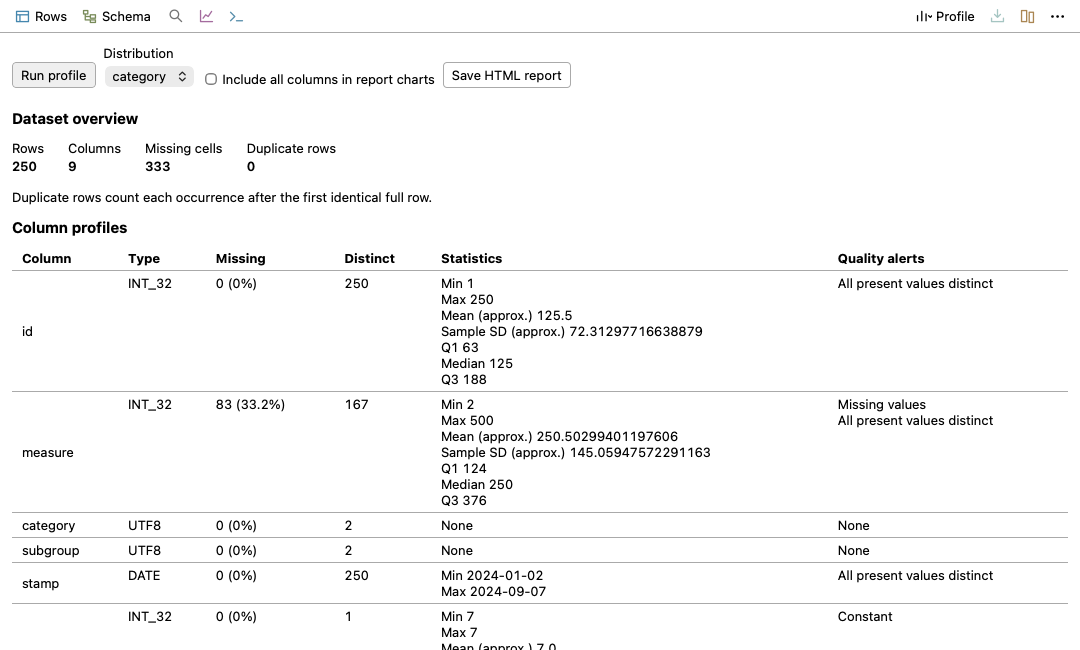 Rows Schema Profile
Distribution
Run profile category Include all columns in report charts Save HTML report
Dataset overview
Rows Columns Missing cells Duplicate rows
250 9 333 0
Duplicate rows count each occurrence after the first identical full row.
Column profiles
Column Type Missing Distinct Statistics Quality alerts
id INT_32 0 (0%) 250 Min 1 All present values distinct
Max 250
Mean (approx.) 125.5
Sample SD (approx.) 72.31297716638879
Q1 63
Median 125
Q3 188
measure INT_32 83 (33.2%) 167 Min 2 Missing values
Max 500 All present values distinct
Mean (approx.) 250.50299401197606
Sample SD (approx.) 145.05947572291163
Q1 124
Median 250
Q3 376
category UTF8 0 (0%) 2 None None
subgroup UTF8 0 (0%) 2 None None
stamp DATE 0 (0%) 250 Min 2024-01-02 All present values distinct
Max 2024-09-07
INT_32 0 (0%) 1 Min 7 Constant
Max 7
Mean (approx.) 7.0